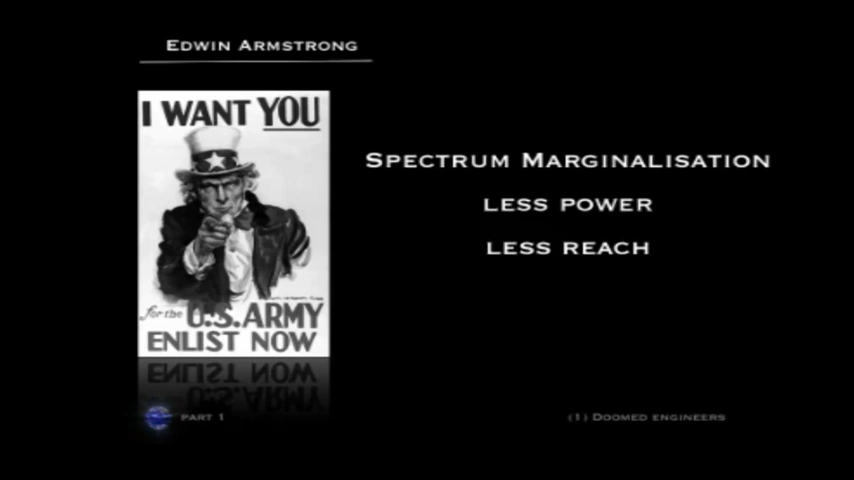 Edwin Armstrong
I WANT YOU
for the U.S. ARMY
ENLIST NOW
Spectrum Marginalisation
less power
less reach
part 1
(1) Doomed engineers